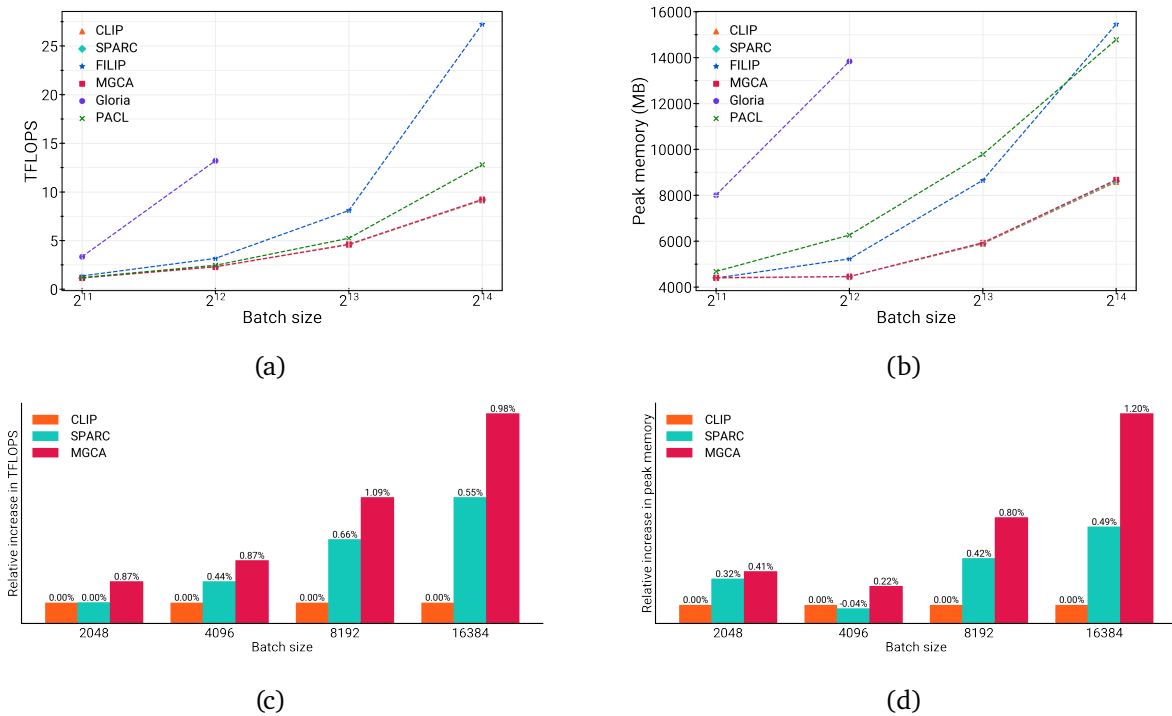 CLIP
SPARC
FILIP
MGCA
Gloria
PACL
TFLOPS
25
20
15
10
5
0
2^11 2^12 2^13 2^14
Batch size
(a)
CLIP
SPARC
FILIP
MGCA
Gloria
PACL
Peak memory (MB)
16000
14000
12000
10000
8000
6000
4000
2^11 2^12 2^13 2^14
Batch size
(b)
CLIP
SPARC
MGCA
Relative increase in TFLOPS
0.00% 0.00% 0.87%
0.00% 0.44% 0.87%
0.00% 0.66% 1.09%
0.00% 0.55% 0.98%
2048 4096 8192 16384
Batch size
(c)
CLIP
SPARC
MGCA
Relative increase in peak memory
0.00% 0.32% 0.41%
0.00% -0.04% 0.22%
0.00% 0.42% 0.80%
0.00% 0.49% 1.20%
2048 4096 8192 16384
Batch size
(d)